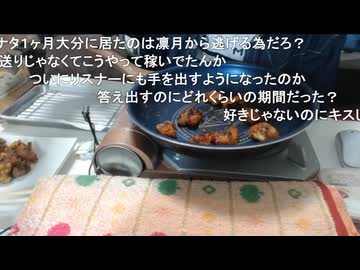 ナタ1ヶ月大分に居たのは凛月から逃げる為だろ？
送りじゃなくてこうやって稼いでたんか
ついにリスナーにも手を出すようになったのか
答え出すのにどれくらいの期間だった？
好きじゃないのにキスし